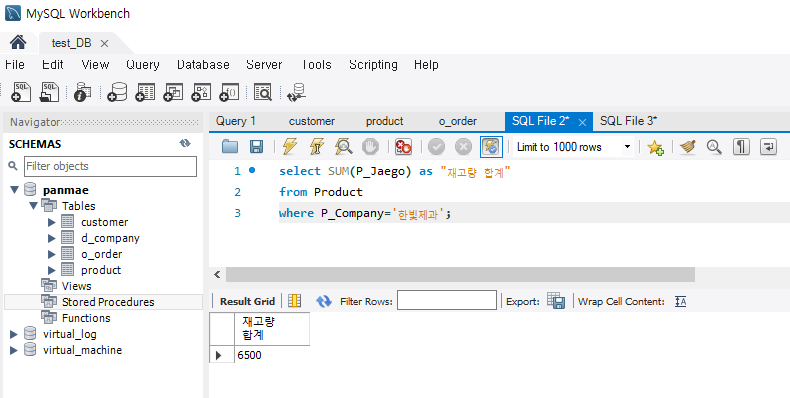 MySQL Workbench
test_DB
File Edit View Query Database Server Tools Scripting Help
Navigator
SCHEMAS
Filter objects
panmae
Tables
customer
d_company
o_order
product
Views
Stored Procedures
Functions
virtual_log
virtual_machine
Query 1 customer product o_order SQL File 2* SQL File 3*
Limit to 1000 rows
1 select SUM(P_Jaego) as "재고량 합계"
2 from Product
3 where P_Company='한빛제과';
Result Grid Filter Rows: Export: Wrap Cell Content:
재고량
합계
6500